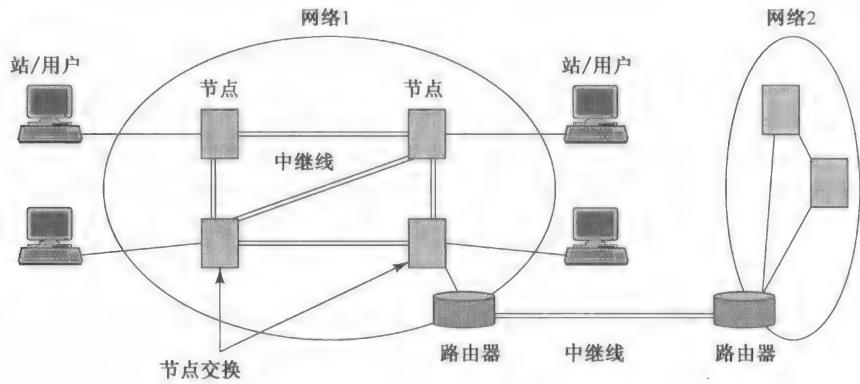 网络1
网络2
站/用户
节点
节点
站/用户
中继线
节点交换
路由器
中继线
路由器